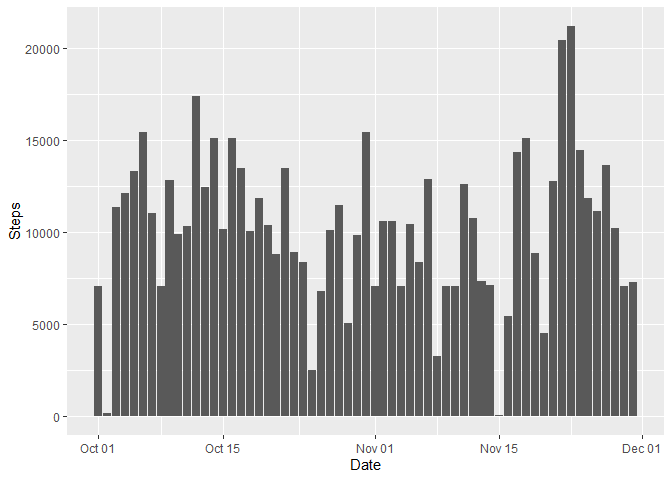 20000
15000
10000
5000
0
Steps
Oct 01
Oct 15
Nov 01
Nov 15
Dec 01
Date